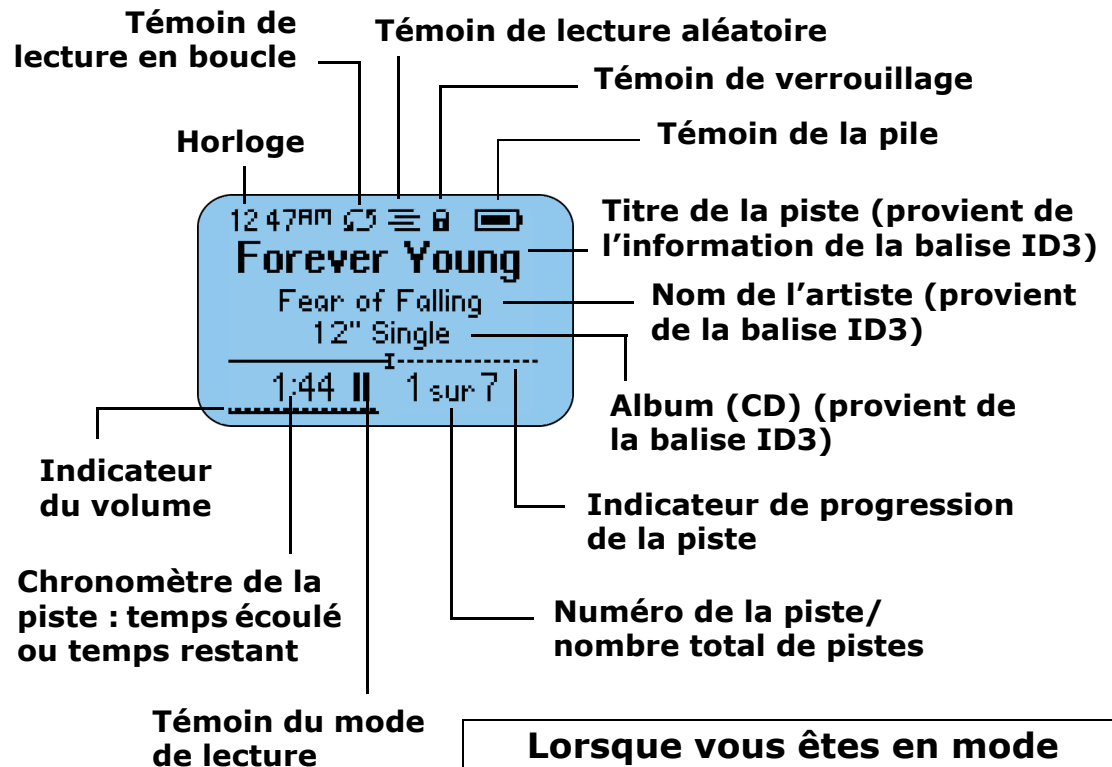 Témoin de
lecture en boucle
Témoin de lecture aléatoire
Témoin de verrouillage
Témoin de la pile
Horloge
12 47AM
Forever Young
Fear of Falling
12" Single
1:44
1 sur 7
Titre de la piste (provient de
l’information de la balise ID3)
Nom de l’artiste (provient
de la balise ID3)
Album (CD) (provient de
la balise ID3)
Indicateur
du volume
Indicateur de progression
de la piste
Chronomètre de la
piste : temps écoulé
ou temps restant
Numéro de la piste/
nombre total de pistes
Témoin du mode
de lecture
Lorsque vous êtes en mode